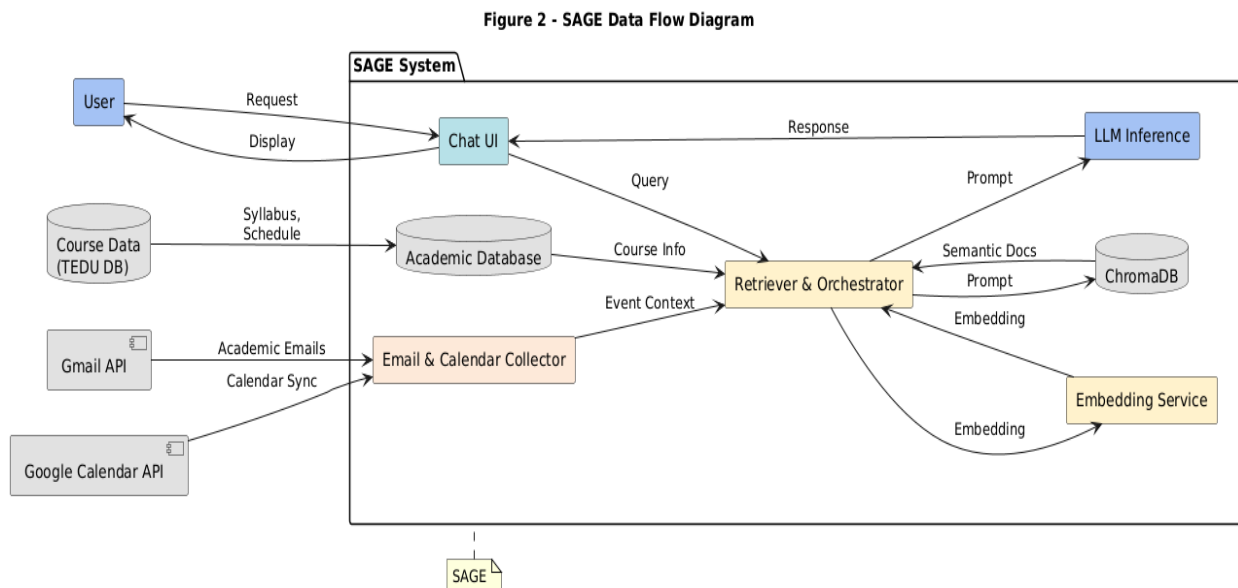 Figure 2 - SAGE Data Flow Diagram
SAGE System
User
Request
Display
Chat UI
Response
LLM Inference
Query
Prompt
Course Data
(TEDU DB)
Syllabus,
Schedule
Academic Database
Course Info
Retriever & Orchestrator
Semantic Docs
Prompt
ChromaDB
Event Context
Embedding
Gmail API
Academic Emails
Email & Calendar Collector
Calendar Sync
Embedding Service
Embedding
Google Calendar API
SAGE